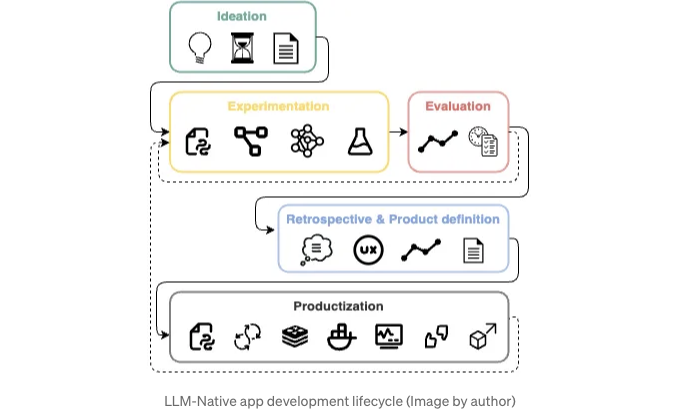 Ideation
Experimentation
Evaluation
Retrospective & Product definition
UX
Productization
LLM-Native app development lifecycle (Image by author)